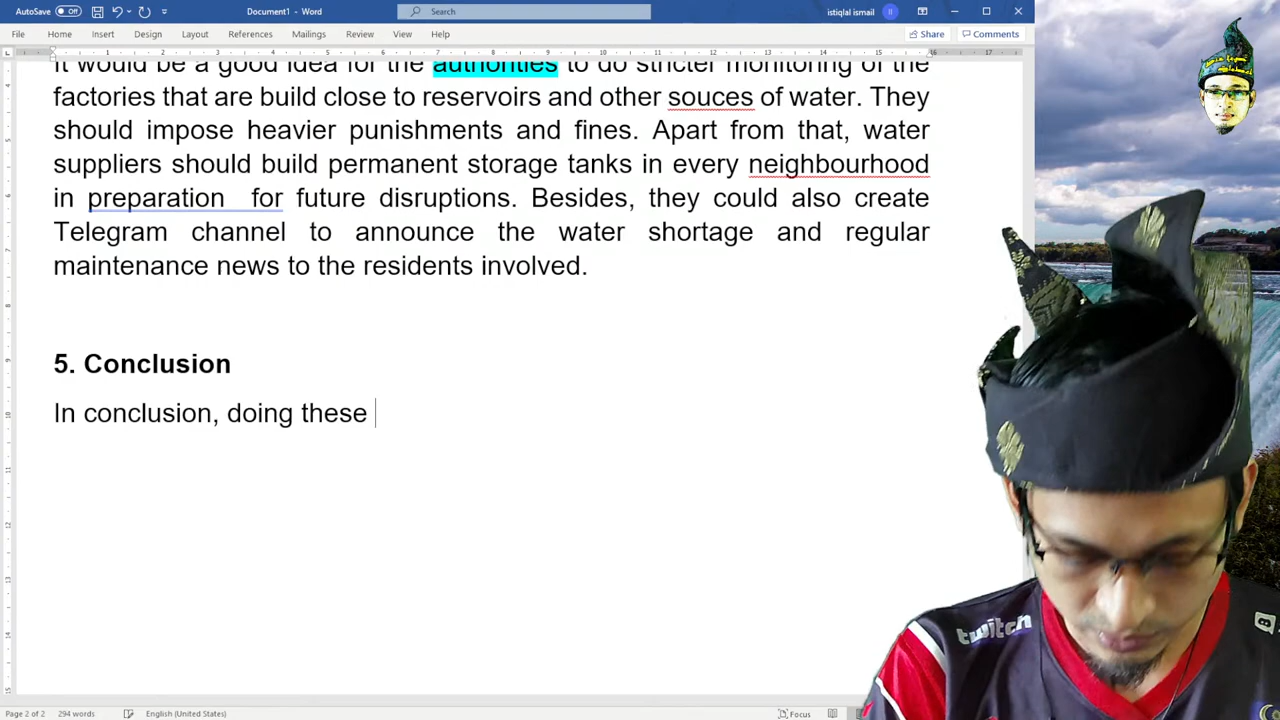 AutoSave Off Document1 - Word Search istiqlal ismail II
File Home Insert Design Layout References Mailings Review View Help Share Comments
It would be a good idea for the authorities to do stricter monitoring of the
factories that are build close to reservoirs and other souces of water. They
should impose heavier punishments and fines. Apart from that, water
suppliers should build permanent storage tanks in every neighbourhood
in preparation for future disruptions. Besides, they could also create
Telegram channel to announce the water shortage and regular
maintenance news to the residents involved.
5. Conclusion
In conclusion, doing these
twitch
Page 2 of 2 294 words English (United States) Focus